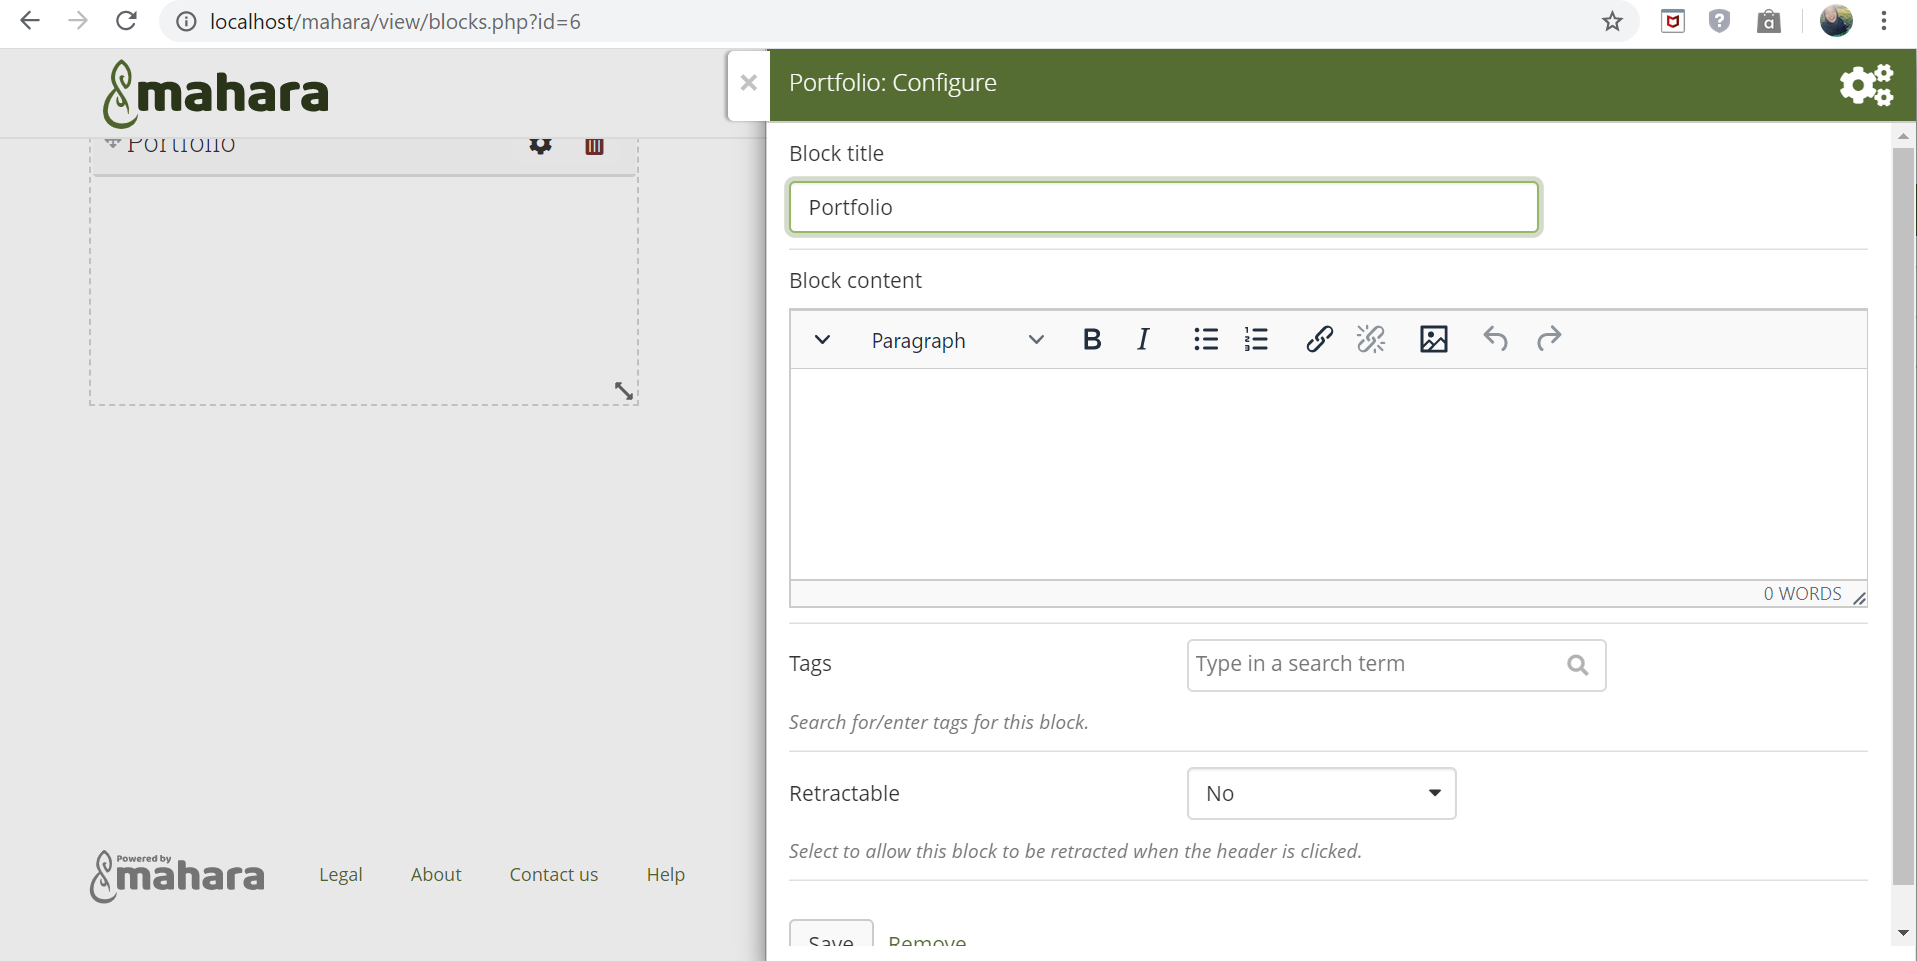 localhost/mahara/view/blocks.php?id=6
mahara
Portfolio: Configure
Portfolio
Block title
Portfolio
Block content
Paragraph
B I
0 WORDS
Tags
Type in a search term
Search for/enter tags for this block.
Retractable
No
Select to allow this block to be retracted when the header is clicked.
Powered by
mahara
Legal
About
Contact us
Help
Save
Remove